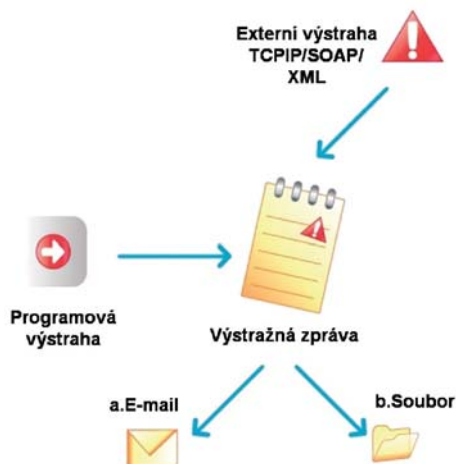 Externí výstraha
TCPIP/SOAP/
XML
Programová
výstraha
Výstražná zpráva
a.E-mail
b.Soubor